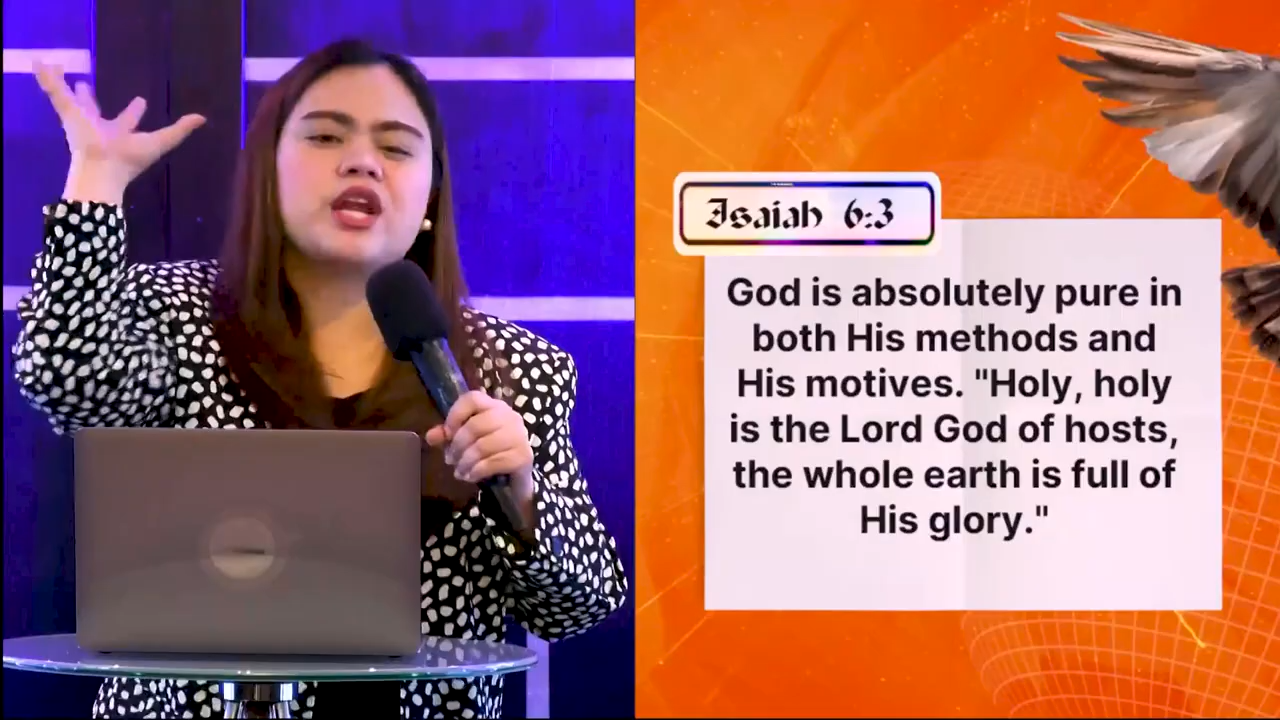 Isaiah 6:3
God is absolutely pure in
both His methods and
His motives. "Holy, holy
is the Lord God of hosts,
the whole earth is full of
His glory."